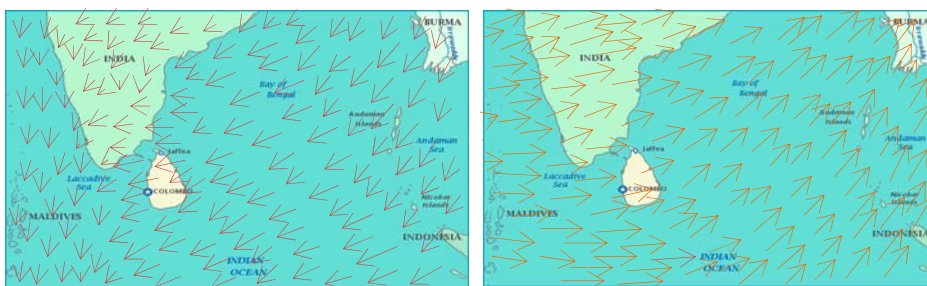 BURMA
Irrawaddy
INDIA
Bay of
Bengal
Andaman
Islands
Andaman
Sea
Jaffna
Laccadive
Sea
COLOMBO
Nicobar
Islands
MALDIVES
INDONESIA
INDIAN
OCEAN
BURMA
INDIA
Bay of
Bengal
Andaman
Islands
Andaman
Sea
Jaffna
Laccadive
Sea
COLOMBO
Nicobar
Islands
MALDIVES
INDONESIA
INDIAN
OCEAN